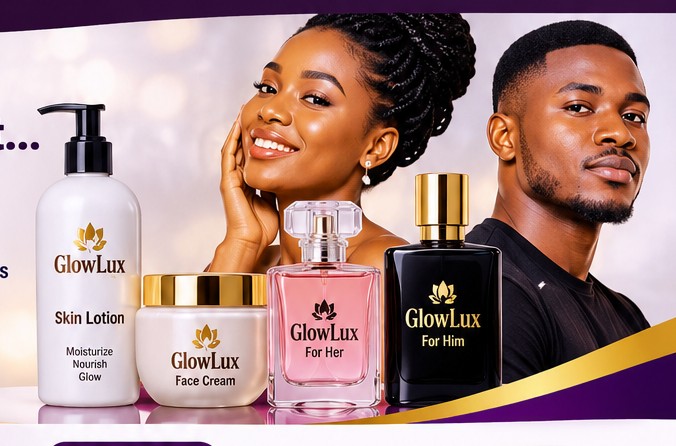 GlowLux
Skin Lotion
Moisturize
Nourish
Glow
GlowLux
Face Cream
GlowLux
For Her
GlowLux
For Him